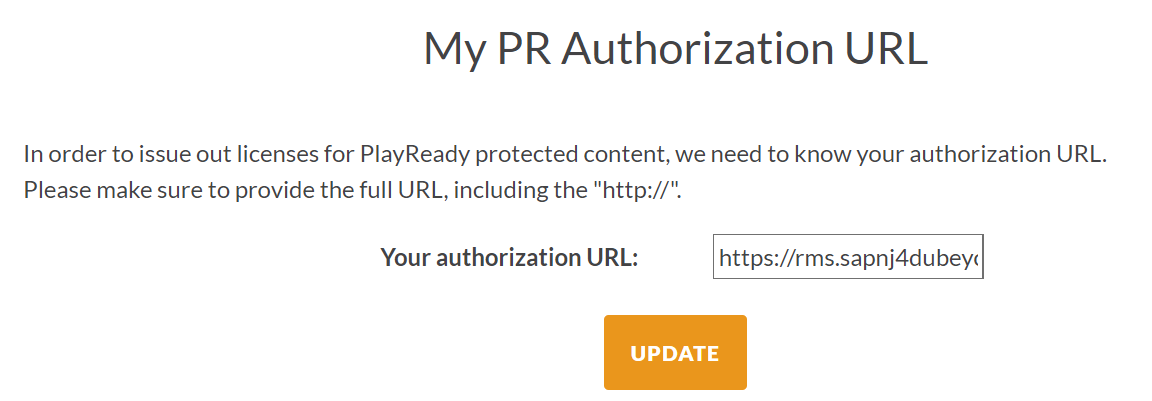 My PR Authorization URL
In order to issue out licenses for PlayReady protected content, we need to know your authorization URL.
Please make sure to provide the full URL, including the "http://".
Your authorization URL: https://rms.sapnj4dubey
UPDATE